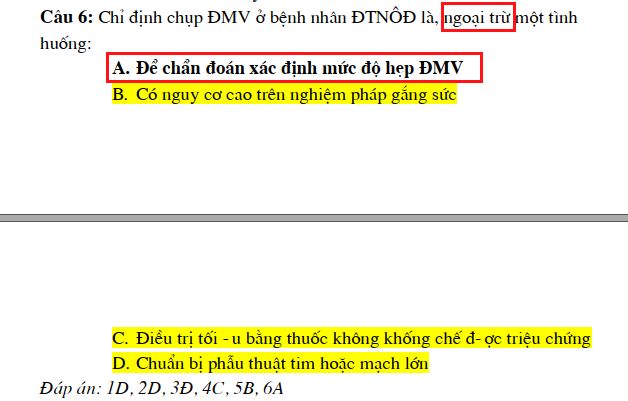 Câu 6: Chỉ định chụp ĐMV ở bệnh nhân ĐTNÔĐ là, ngoại trừ một tình
huống:
A. Để chẩn đoán xác định mức độ hẹp ĐMV
B. Có nguy cơ cao trên nghiệm pháp gắng sức
C. Điều trị tối -u bằng thuốc không khống chế đ- ợc triệu chứng
D. Chuẩn bị phẫu thuật tim hoặc mạch lớn
Đáp án: 1D, 2D, 3Đ, 4C, 5B, 6A